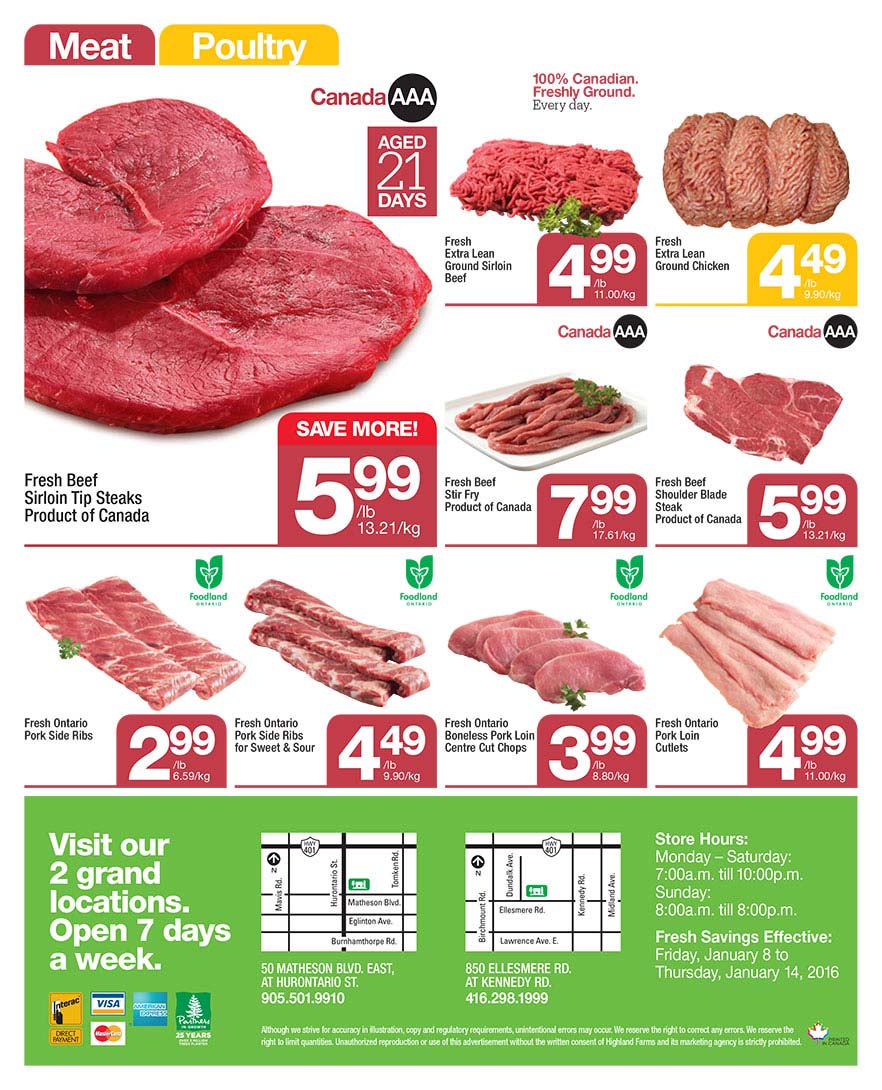 Meat
Poultry
Canada AAA
AGED
21
DAYS
SAVE MORE!
Fresh Beef
Sirloin Tip Steaks
Product of Canada
5.99
/lb
13.21/kg
100% Canadian.
Freshly Ground.
Every day.
Fresh
Extra Lean
Ground Sirloin
Beef
4.99
/lb
11.00/kg
Fresh
Extra Lean
Ground Chicken
4.49
/lb
9.90/kg
Canada AAA
Fresh Beef
Stir Fry
Product of Canada
7.99
/lb
17.61/kg
Canada AAA
Fresh Beef
Shoulder Blade
Steak
Product of Canada
5.99
/lb
13.21/kg
Foodland
ONTARIO
Fresh Ontario
Pork Side Ribs
2.99
/lb
6.59/kg
Foodland
ONTARIO
Fresh Ontario
Pork Side Ribs
for Sweet & Sour
4.49
/lb
9.90/kg
Foodland
ONTARIO
Fresh Ontario
Boneless Pork Loin
Centre Cut Chops
3.99
/lb
8.80/kg
Foodland
ONTARIO
Fresh Ontario
Pork Loin
Cutlets
4.99
/lb
11.00/kg
Visit our
2 grand
locations.
Open 7 days
a week.
Interac
DIRECT
PAYMENT
VISA
MasterCard
AMERICAN
EXPRESS
Partners
IN GROWTH
25 YEARS
HWY
401
N
Mavis Rd.
Hurontario St.
Tomken Rd.
Matheson Blvd.
Eglinton Ave.
Burnhamthorpe Rd.
50 MATHESON BLVD. EAST,
AT HURONTARIO ST.
905.501.9910
HWY
401
N
Birchmount Rd.
Dundalk Ave.
Kennedy Rd.
Midland Ave.
Ellesmere Rd.
Lawrence Ave. E.
850 ELLESMERE RD.
AT KENNEDY RD.
416.298.1999
Store Hours:
Monday – Saturday:
7:00a.m. till 10:00p.m.
Sunday:
8:00a.m. till 8:00p.m.
Fresh Savings Effective:
Friday, January 8 to
Thursday, January 14, 2016
Although we strive for accuracy in illustration, copy and regulatory requirements, unintentional errors may occur. We reserve the right to correct any errors. We reserve the
right to limit quantities. Unauthorized reproduction or use of this advertisement without the written consent of Highland Farms and its marketing agency is strictly prohibited.
PRINTED
IN CANADA